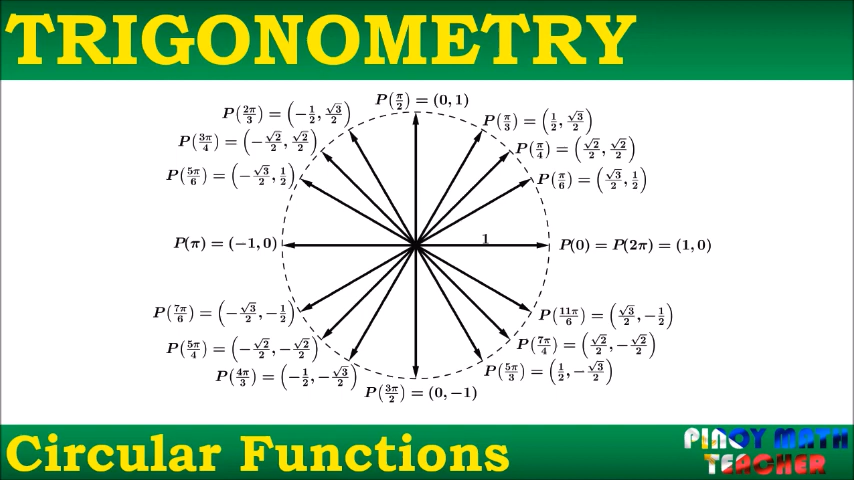 TRIGONOMETRY
P(π/2) = (0, 1)
P(2π/3) = (−1/2, √3/2)
P(π/3) = (1/2, √3/2)
P(3π/4) = (−√2/2, √2/2)
P(π/4) = (√2/2, √2/2)
P(5π/6) = (−√3/2, 1/2)
P(π/6) = (√3/2, 1/2)
P(π) = (−1, 0)
1
P(0) = P(2π) = (1, 0)
P(7π/6) = (−√3/2, −1/2)
P(11π/6) = (√3/2, −1/2)
P(5π/4) = (−√2/2, −√2/2)
P(7π/4) = (√2/2, −√2/2)
P(4π/3) = (−1/2, −√3/2)
P(5π/3) = (1/2, −√3/2)
P(3π/2) = (0, −1)
Circular Functions
PINOY MATH
TEACHER